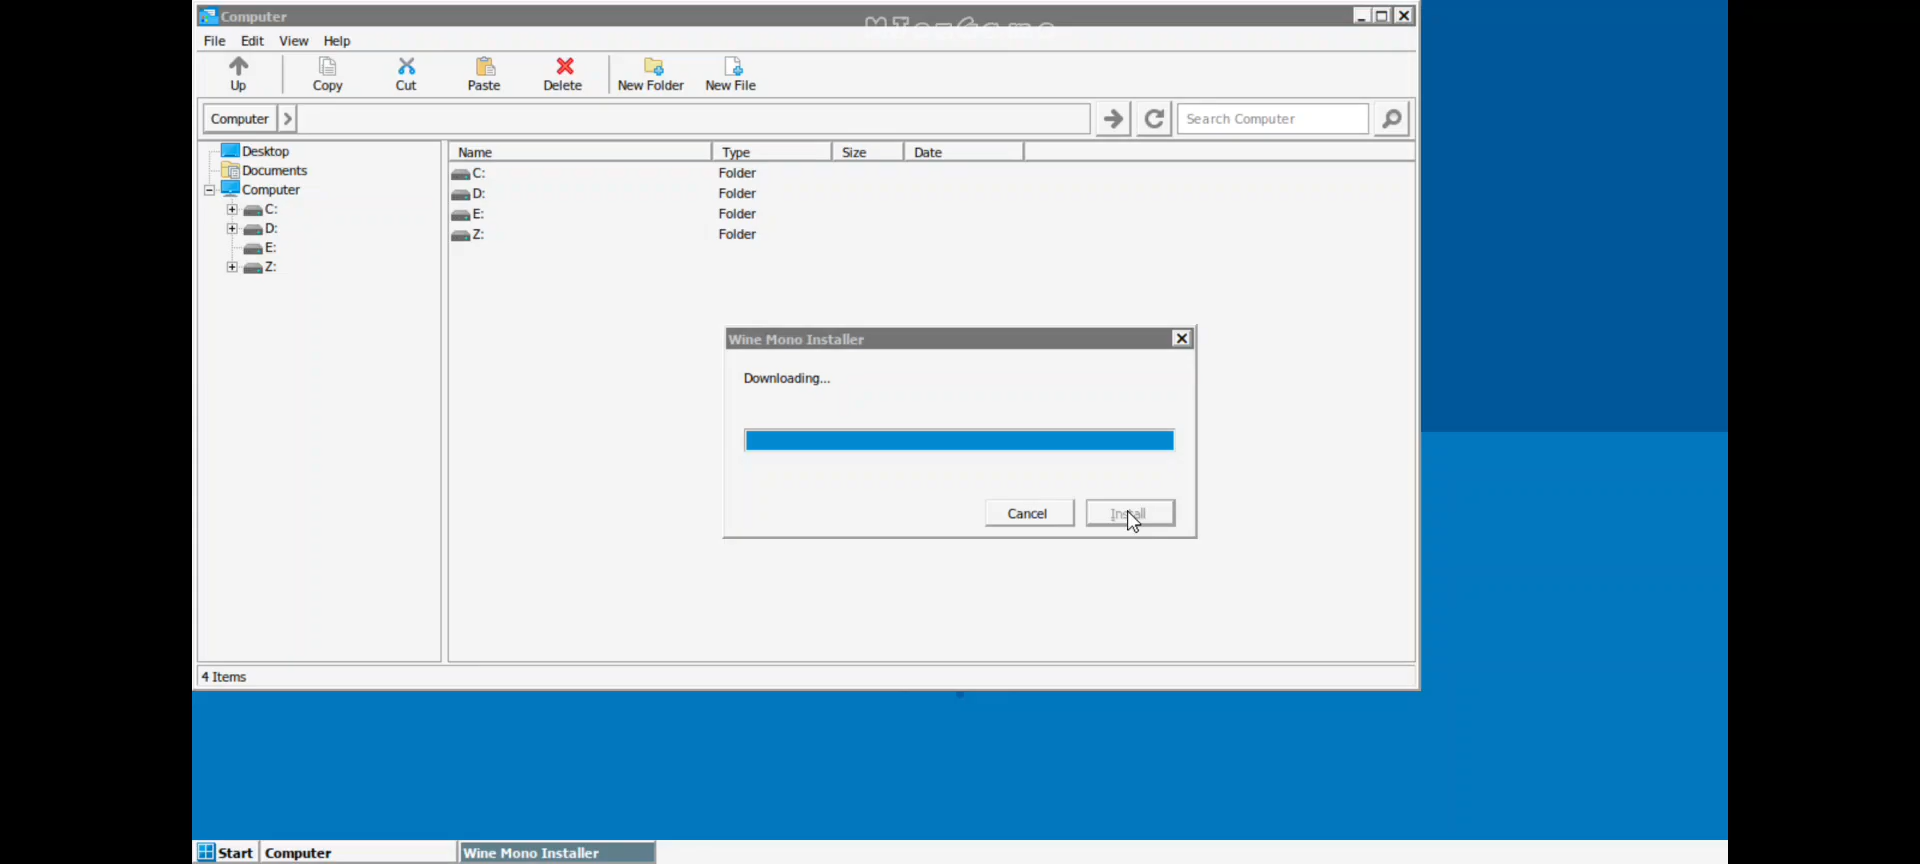 Computer
File Edit View Help
Up Copy Cut Paste Delete New Folder New File
Computer Search Computer
Desktop
Documents
Computer
C:
D:
E:
Z:
Name Type Size Date
C: Folder
D: Folder
E: Folder
Z: Folder
Wine Mono Installer
Downloading...
Cancel Install
4 Items
Start Computer Wine Mono Installer